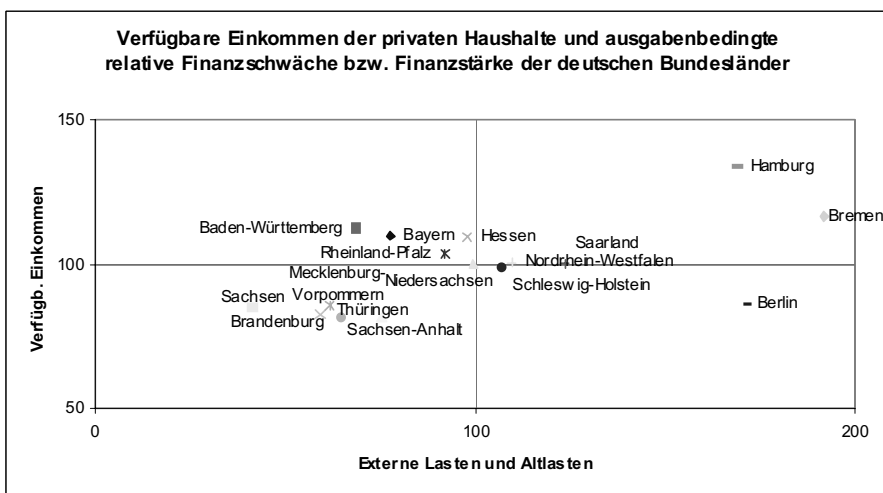 Verfügbare Einkommen der privaten Haushalte und ausgabenbedingte
relative Finanzschwäche bzw. Finanzstärke der deutschen Bundesländer
150
Hamburg
Bremen
Baden-Württemberg
Bayern
Hessen
Saarland
Rheinland-Pfalz
Nordrhein-Westfalen
100
Mecklenburg-
Vorpommern
Niedersachsen
Schleswig-Holstein
Sachsen
Berlin
Thüringen
Brandenburg
Sachsen-Anhalt
50
0
100
200
Verfügb. Einkommen
Externe Lasten und Altlasten